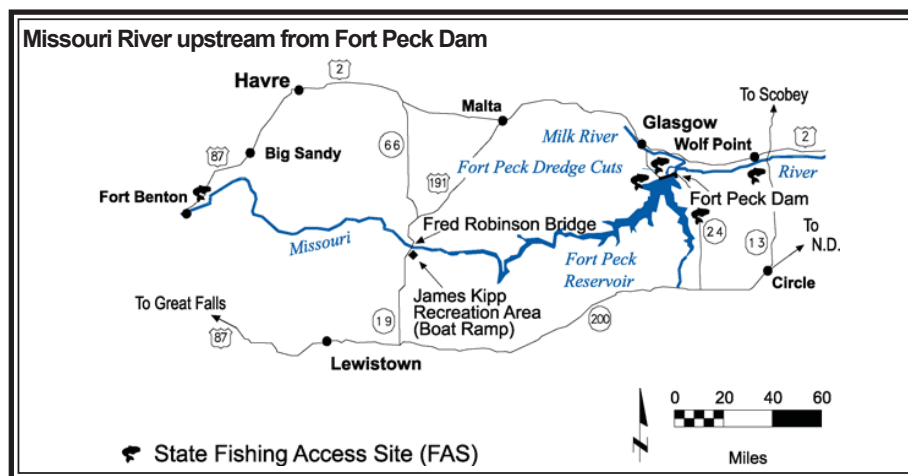 Missouri River upstream from Fort Peck Dam
2
Havre
To Scobey
Malta
Glasgow
Milk River
Wolf Point
2
66
87
Big Sandy
Fort Peck Dredge Cuts
River
191
Fort Benton
Fort Peck Dam
Fred Robinson Bridge
24
13
To
N.D.
Missouri
Fort Peck
Reservoir
Circle
James Kipp
Recreation Area
(Boat Ramp)
To Great Falls
19
200
87
Lewistown
N
0 20 40 60
Miles
State Fishing Access Site (FAS)